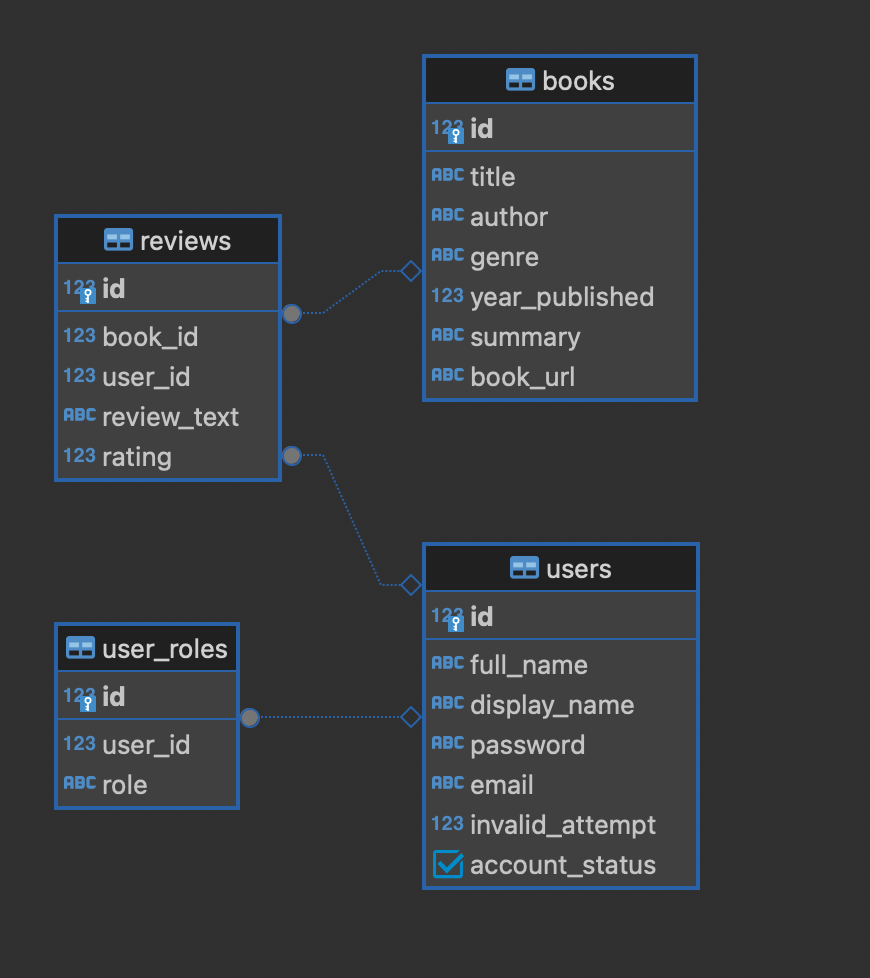 books
123 id
ABC title
ABC author
ABC genre
123 year_published
ABC summary
ABC book_url
reviews
123 id
123 book_id
123 user_id
ABC review_text
123 rating
users
123 id
ABC full_name
ABC display_name
ABC password
ABC email
123 invalid_attempt
account_status
user_roles
123 id
123 user_id
ABC role